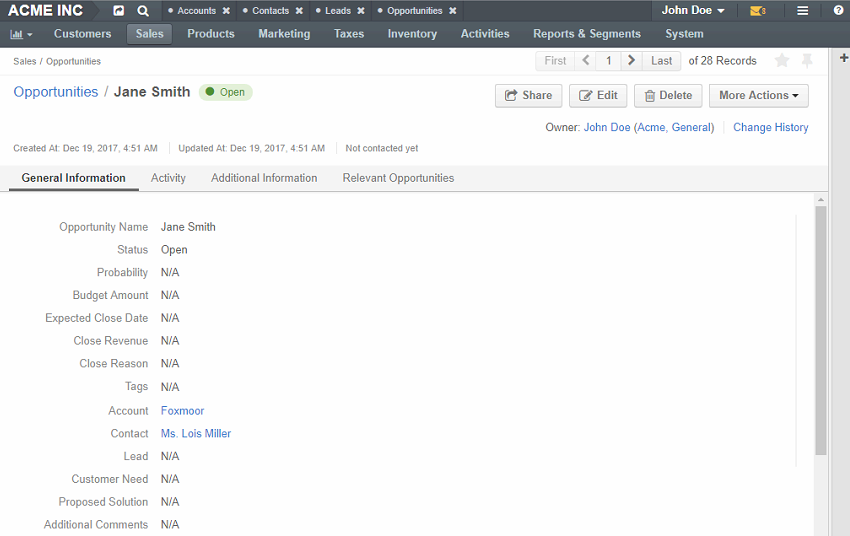 ACME INC Accounts Contacts Leads Opportunities John Doe 8 ?
Customers Sales Products Marketing Taxes Inventory Activities Reports & Segments System
Sales / Opportunities First 1 Last of 28 Records
Opportunities / Jane Smith Open Share Edit Delete More Actions
Owner: John Doe (Acme, General) Change History
Created At: Dec 19, 2017, 4:51 AM Updated At: Dec 19, 2017, 4:51 AM Not contacted yet
General Information Activity Additional Information Relevant Opportunities
Opportunity Name Jane Smith
Status Open
Probability N/A
Budget Amount N/A
Expected Close Date N/A
Close Revenue N/A
Close Reason N/A
Tags N/A
Account Foxmoor
Contact Ms. Lois Miller
Lead N/A
Customer Need N/A
Proposed Solution N/A
Additional Comments N/A